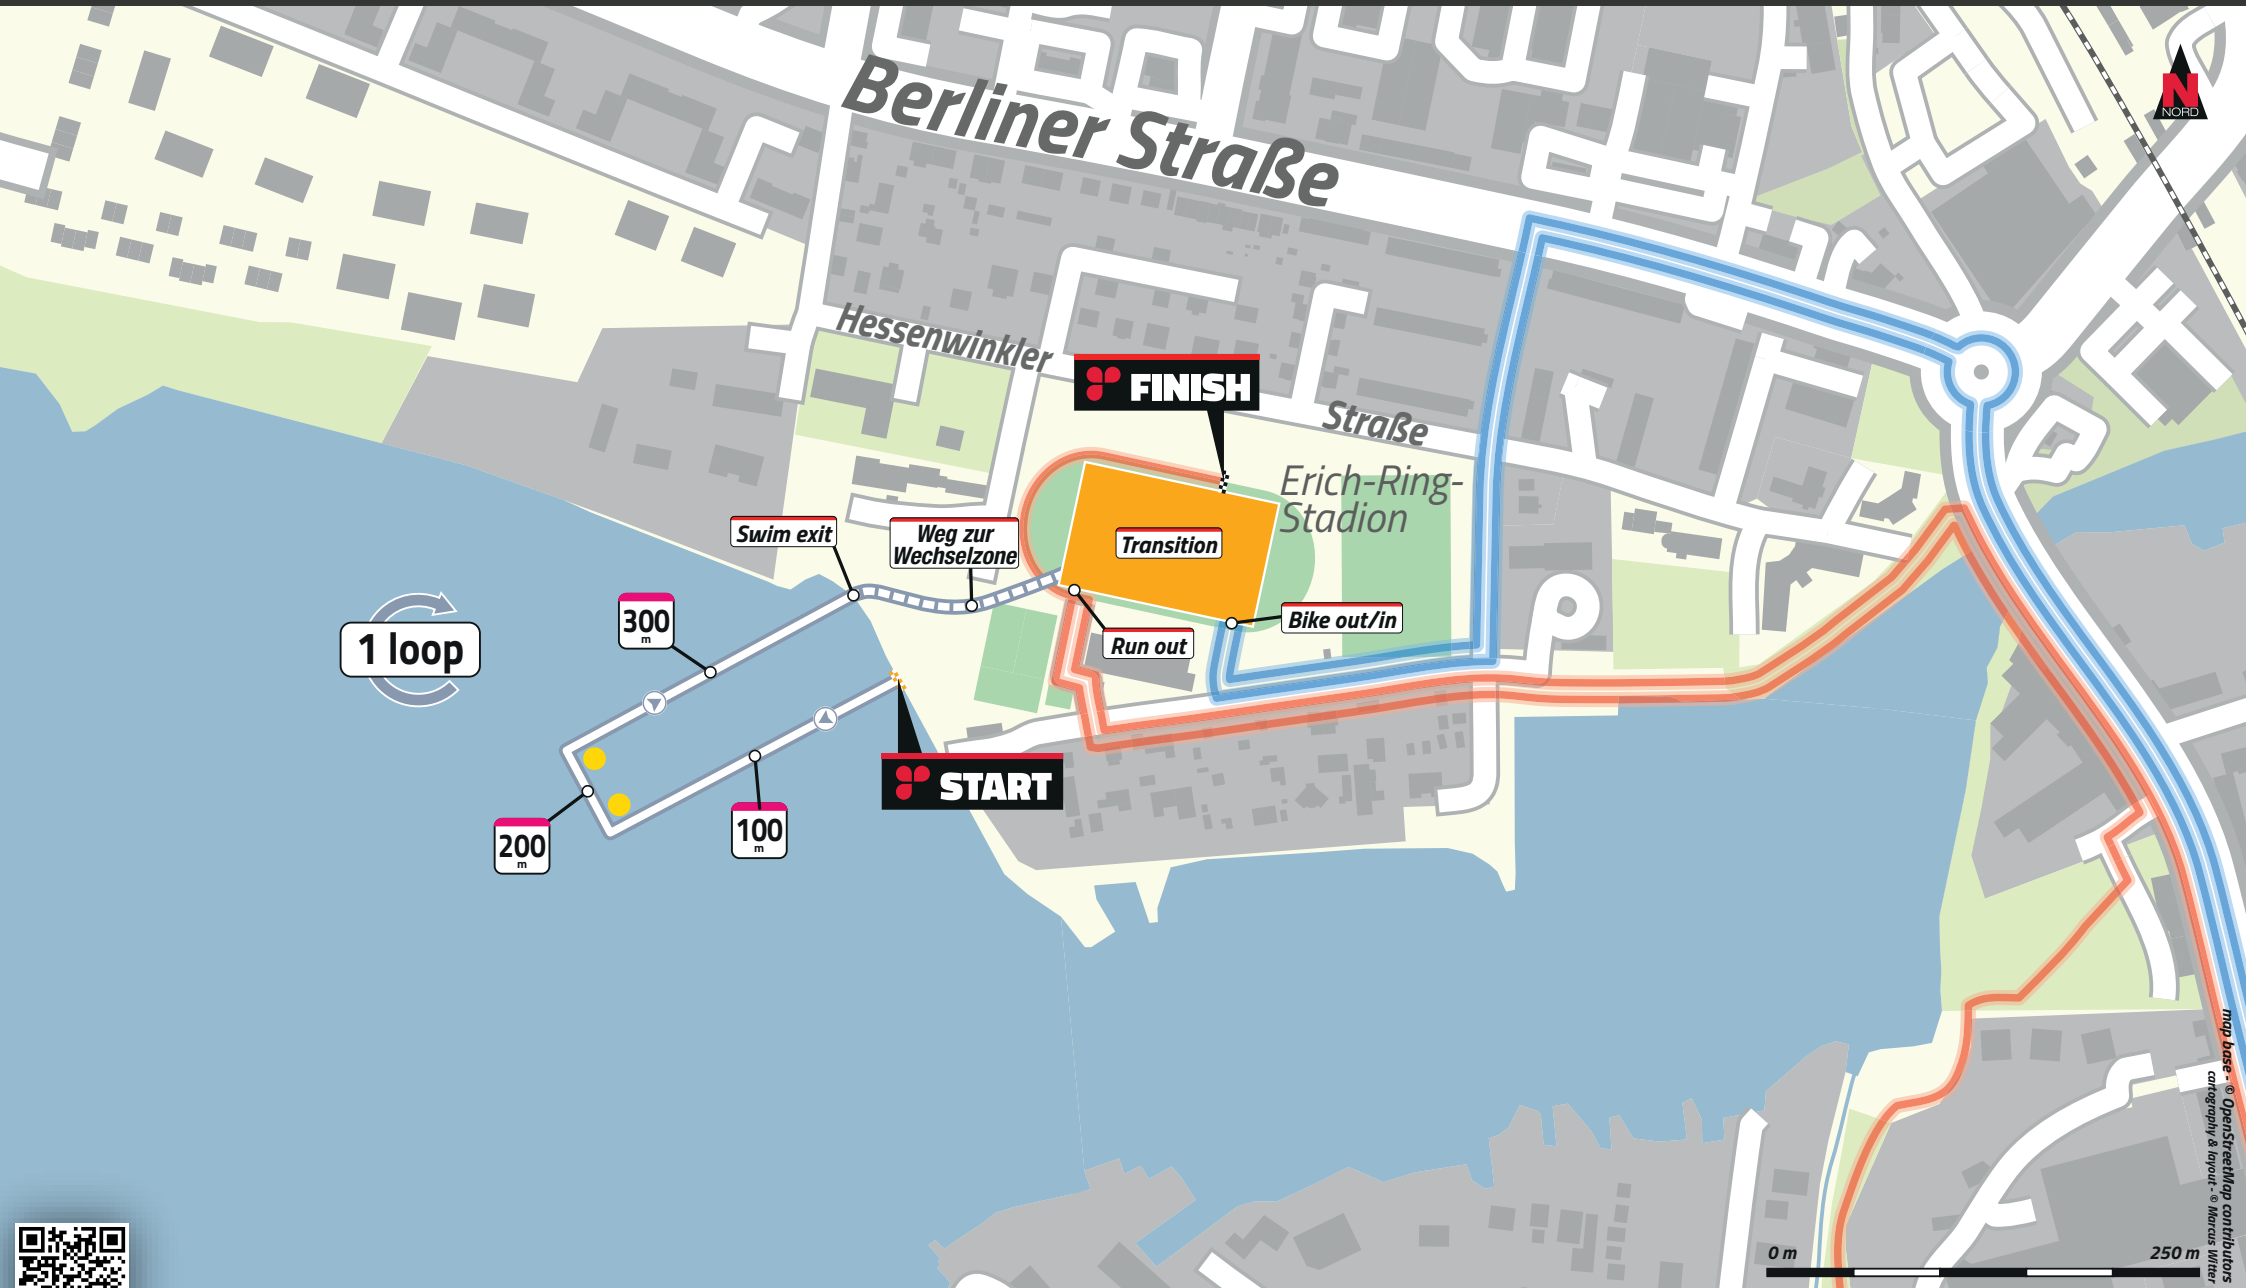 NORD
Berliner Straße
Hessenwinkler
Straße
FINISH
Erich-Ring-
Stadion
Swim exit
Weg zur
Wechselzone
Transition
Bike out/in
Run out
1 loop
300
m
START
100
m
200
m
map base - © OpenStreetMap contributors
cartography & layout - © Marcus Witter
0 m
250 m